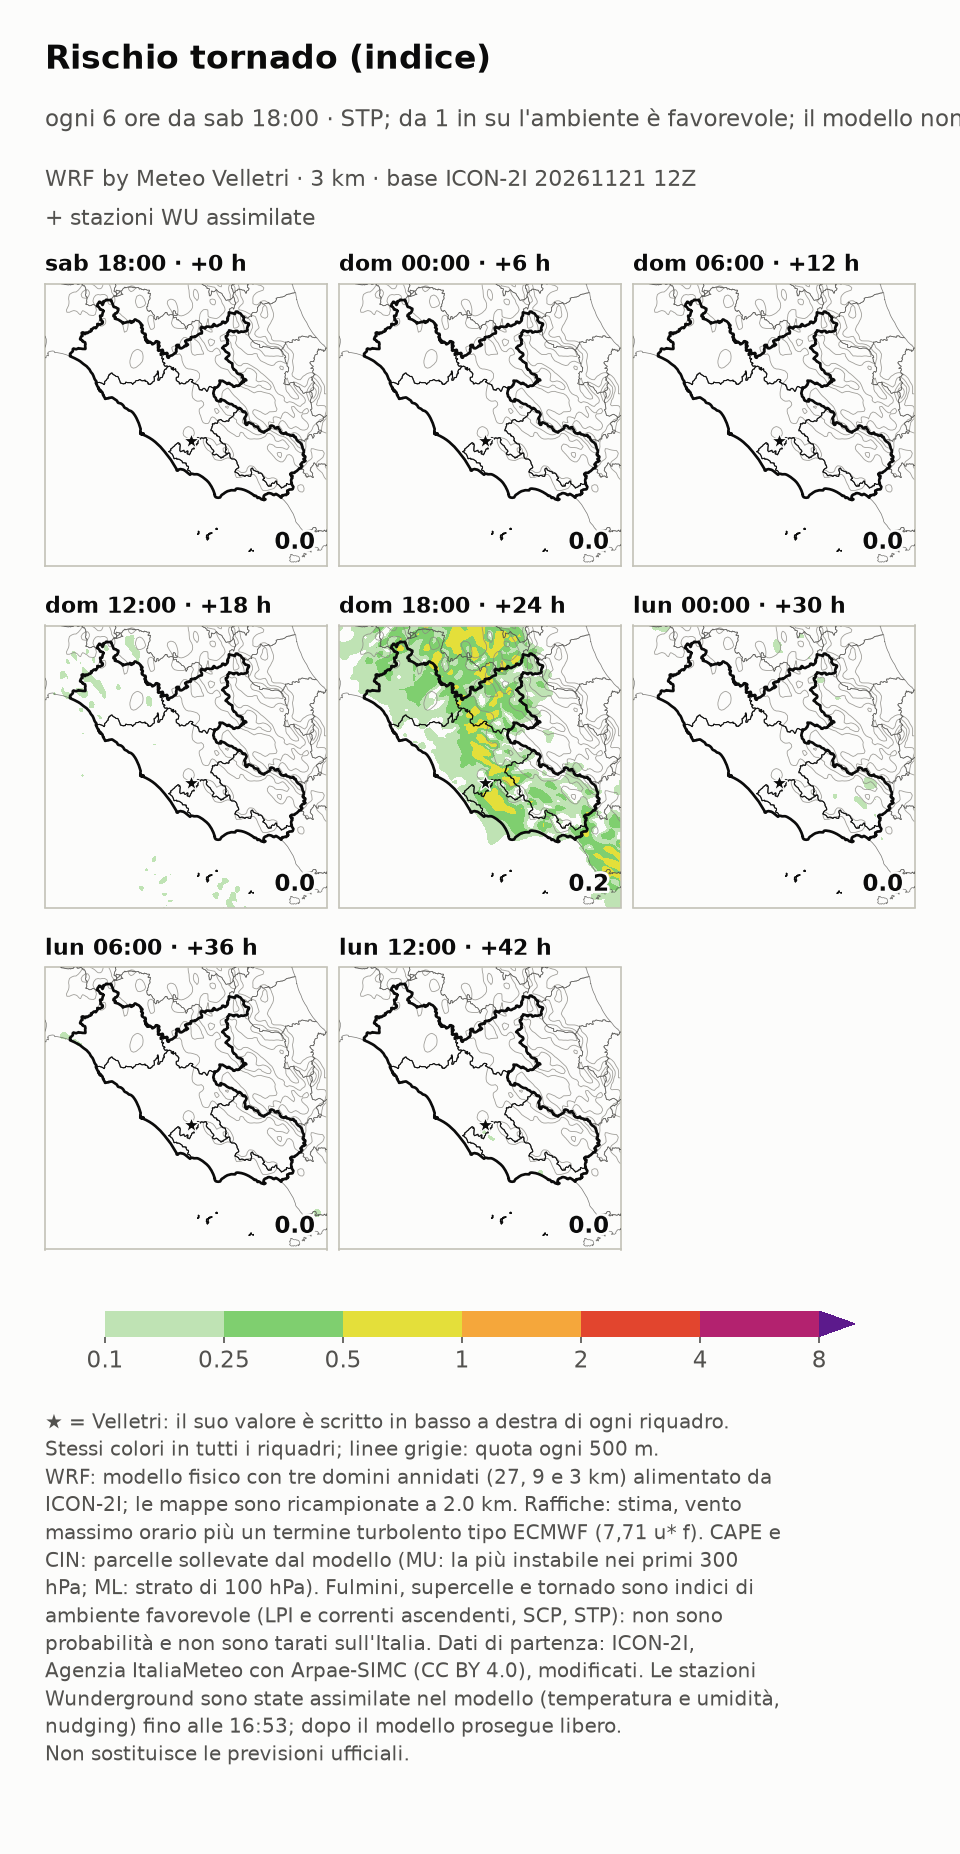 Rischio tornado (indice)
ogni 6 ore da sab 18:00 · STP; da 1 in su l'ambiente è favorevole; il modello non
WRF by Meteo Velletri · 3 km · base ICON-2I 20261121 12Z
+ stazioni WU assimilate
sab 18:00 · +0 h
dom 00:00 · +6 h
dom 06:00 · +12 h
0.0
0.0
0.0
dom 12:00 · +18 h
dom 18:00 · +24 h
lun 00:00 · +30 h
0.0
0.2
0.0
lun 06:00 · +36 h
lun 12:00 · +42 h
0.0
0.0
0.1 0.25 0.5 1 2 4 8
★ = Velletri: il suo valore è scritto in basso a destra di ogni riquadro.
Stessi colori in tutti i riquadri; linee grigie: quota ogni 500 m.
WRF: modello fisico con tre domini annidati (27, 9 e 3 km) alimentato da
ICON-2I; le mappe sono ricampionate a 2.0 km. Raffiche: stima, vento
massimo orario più un termine turbolento tipo ECMWF (7,71 u* f). CAPE e
CIN: parcelle sollevate dal modello (MU: la più instabile nei primi 300
hPa; ML: strato di 100 hPa). Fulmini, supercelle e tornado sono indici di
ambiente favorevole (LPI e correnti ascendenti, SCP, STP): non sono
probabilità e non sono tarati sull'Italia. Dati di partenza: ICON-2I,
Agenzia ItaliaMeteo con Arpae-SIMC (CC BY 4.0), modificati. Le stazioni
Wunderground sono state assimilate nel modello (temperatura e umidità,
nudging) fino alle 16:53; dopo il modello prosegue libero.
Non sostituisce le previsioni ufficiali.